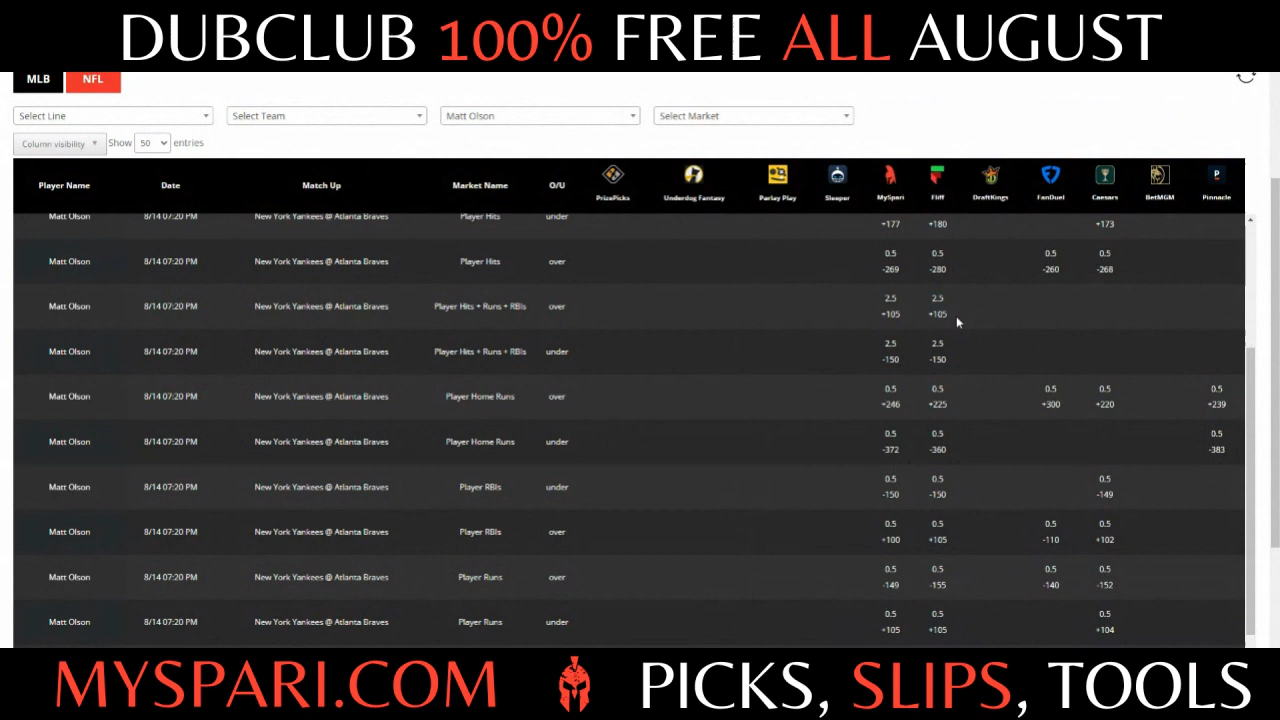 DUBCLUB 100% FREE ALL AUGUST
MLB NFL
Select Line Select Team Matt Olson Select Market
Column visibility Show 50 entries
Player Name Date Match Up Market Name O/U PrizePicks Underdog Fantasy Parlay Play Sleeper MySpari Fliff DraftKings FanDuel Caesars BetMGM Pinnacle
Matt Olson 8/14 07:20 PM New York Yankees @ Atlanta Braves Player Hits under
+177 +180 +173
0.5 0.5 0.5 0.5
Matt Olson 8/14 07:20 PM New York Yankees @ Atlanta Braves Player Hits over
-269 -280 -260 -268
2.5 2.5
Matt Olson 8/14 07:20 PM New York Yankees @ Atlanta Braves Player Hits + Runs + RBIs over
+105 +105
2.5 2.5
Matt Olson 8/14 07:20 PM New York Yankees @ Atlanta Braves Player Hits + Runs + RBIs under
-150 -150
0.5 0.5 0.5 0.5 0.5
Matt Olson 8/14 07:20 PM New York Yankees @ Atlanta Braves Player Home Runs over
+246 +225 +300 +220 +239
0.5 0.5 0.5
Matt Olson 8/14 07:20 PM New York Yankees @ Atlanta Braves Player Home Runs under
-372 -360 -383
0.5 0.5 0.5
Matt Olson 8/14 07:20 PM New York Yankees @ Atlanta Braves Player RBIs under
-150 -150 -149
0.5 0.5 0.5 0.5
Matt Olson 8/14 07:20 PM New York Yankees @ Atlanta Braves Player RBIs over
+100 +105 -110 +102
0.5 0.5 0.5 0.5
Matt Olson 8/14 07:20 PM New York Yankees @ Atlanta Braves Player Runs over
-149 -155 -140 -152
0.5 0.5 0.5
Matt Olson 8/14 07:20 PM New York Yankees @ Atlanta Braves Player Runs under
+105 +105 +104
MYSPARI.COM PICKS, SLIPS, TOOLS